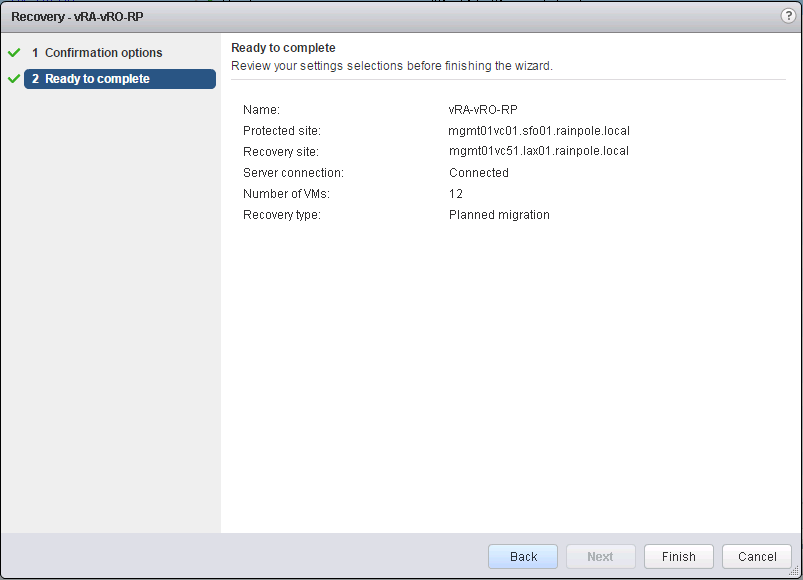 Recovery - vRA-vRO-RP
?
1 Confirmation options
2 Ready to complete
Ready to complete
Review your settings selections before finishing the wizard.
Name: vRA-vRO-RP
Protected site: mgmt01vc01.sfo01.rainpole.local
Recovery site: mgmt01vc51.lax01.rainpole.local
Server connection: Connected
Number of VMs: 12
Recovery type: Planned migration
Back Next Finish Cancel